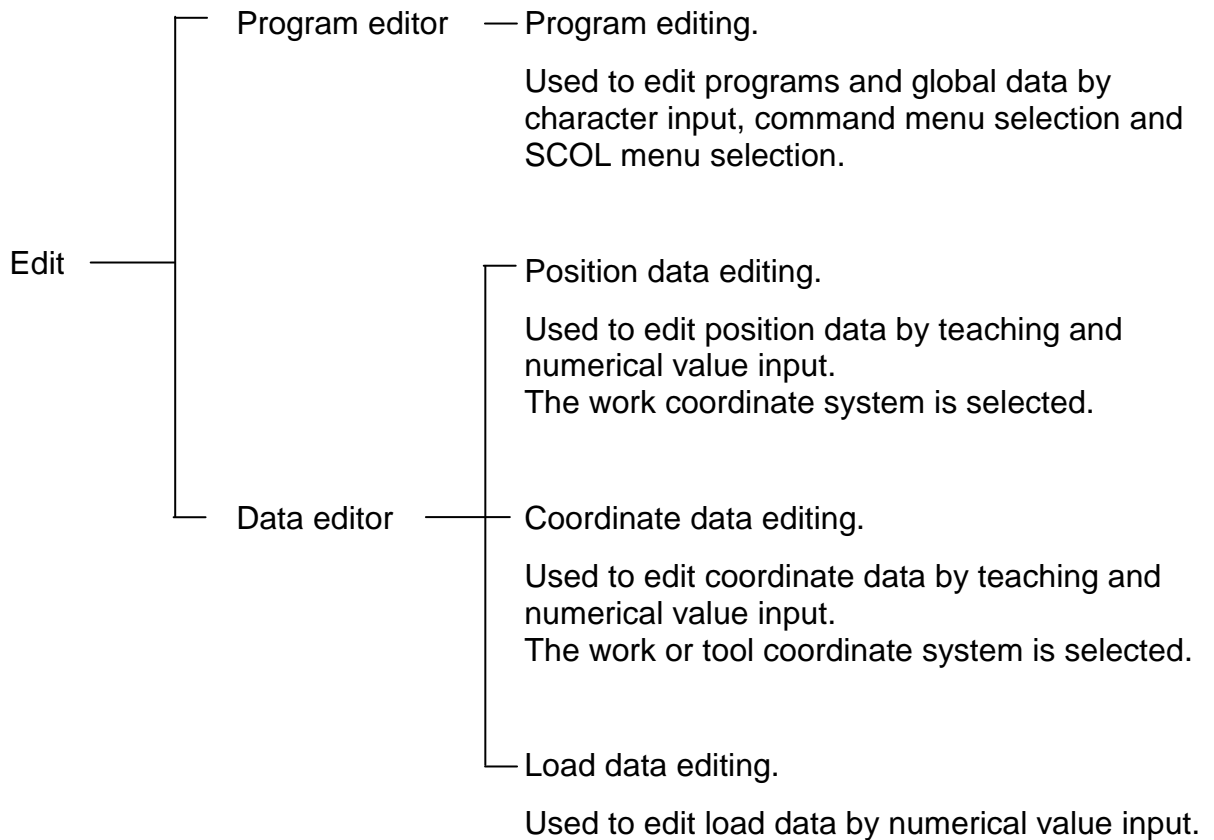 Program editor
Program editing.
Used to edit programs and global data by
character input, command menu selection and
SCOL menu selection.
Edit
Position data editing.
Used to edit position data by teaching and
numerical value input.
The work coordinate system is selected.
Data editor
Coordinate data editing.
Used to edit coordinate data by teaching and
numerical value input.
The work or tool coordinate system is selected.
Load data editing.
Used to edit load data by numerical value input.